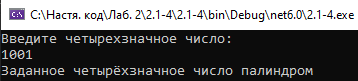 C:\Настя. код\Лаб. 2\2.1-4\2.1-4\bin\Debug\net6.0\2.1-4.exe
Введите четырехзначное число:
1001
Заданное четырёхзначное число палиндром